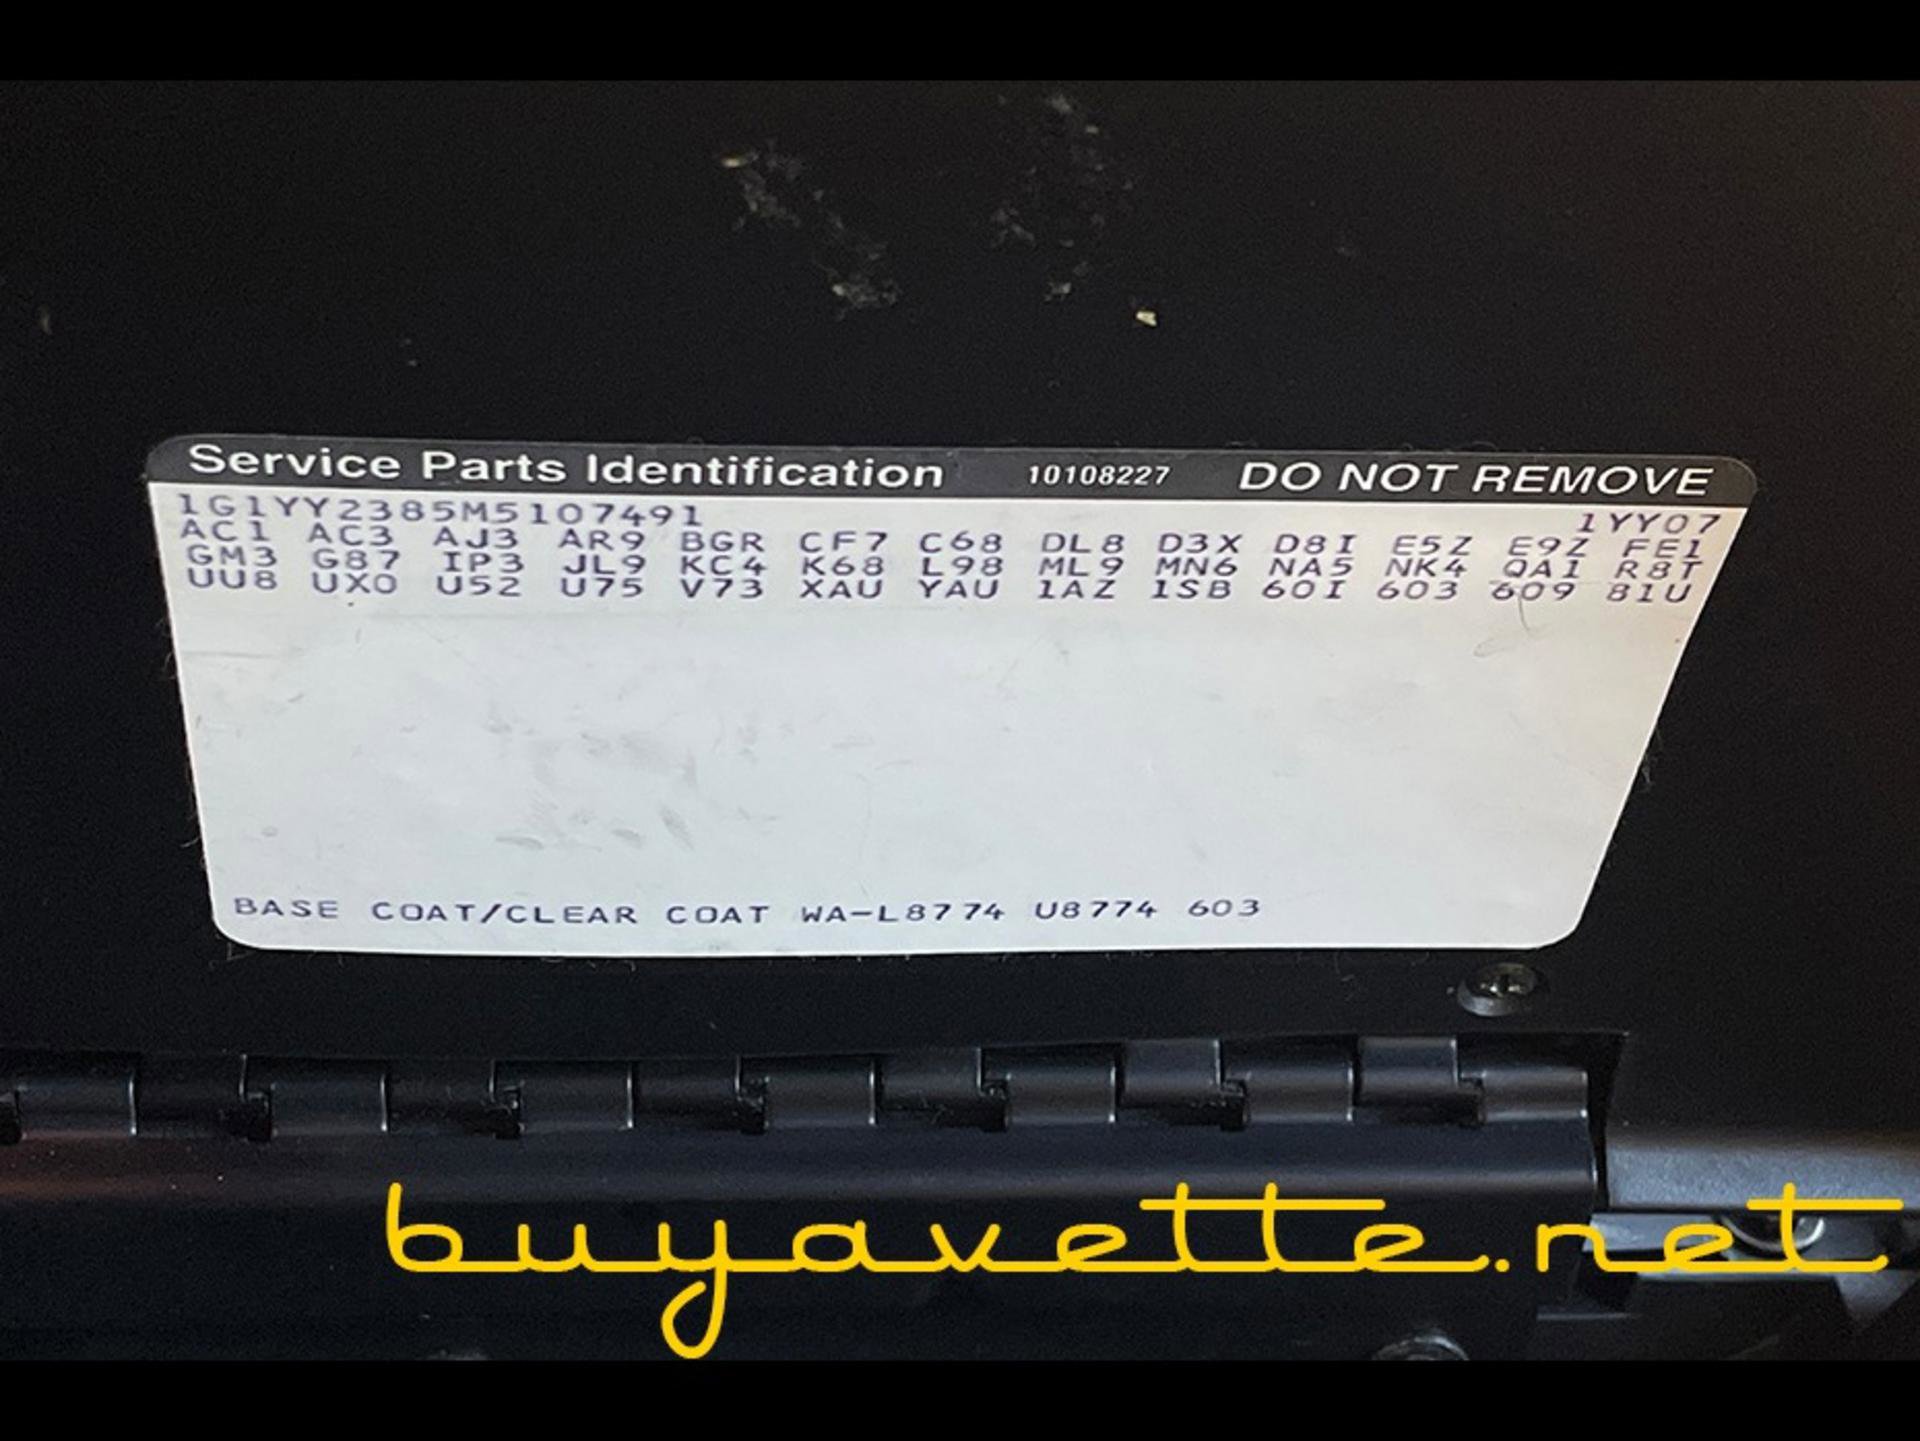 Service Parts Identification 10108227 DO NOT REMOVE
1G1YY2385M5107491 1YY07
AC1 AC3 AJ3 AR9 BGR CF7 C68 DL8 D3X D8I E5Z E9Z FE1
GM3 G87 IP3 JL9 KC4 K68 L98 ML9 MN6 NA5 NK4 QA1 R8T
UU8 UX0 U52 U75 V73 XAU YAU 1AZ 1SB 60I 603 609 81U
BASE COAT/CLEAR COAT WA-L8774 U8774 603
buyavette.net